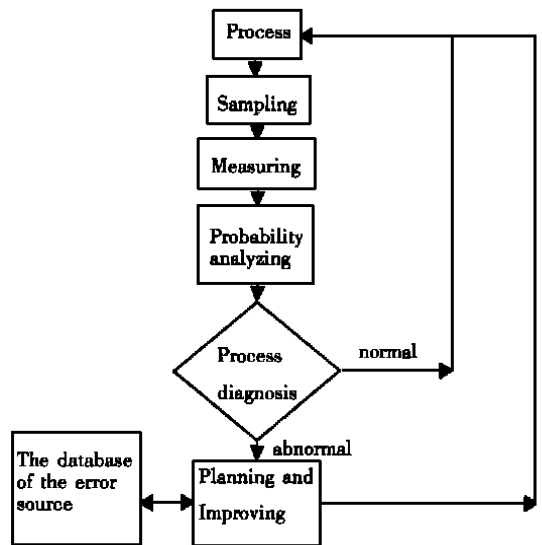 Process
Sampling
Measuring
Probability
analyzing
Process
diagnosis
normal
abnormal
The database
of the error
source
Planning and
Improving